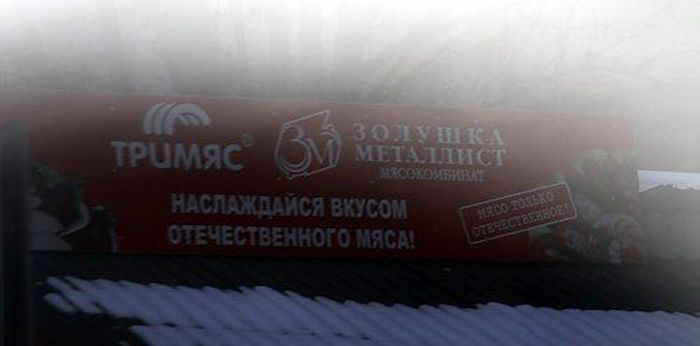 ТРИМЯС®
ЗМ
ЗОЛУШКА
МЕТАЛЛИСТ
МЯСОКОМБИНАТ
НАСЛАЖДАЙСЯ ВКУСОМ
ОТЕЧЕСТВЕННОГО МЯСА!
МЯСО ТОЛЬКО
ОТЕЧЕСТВЕННОЕ!